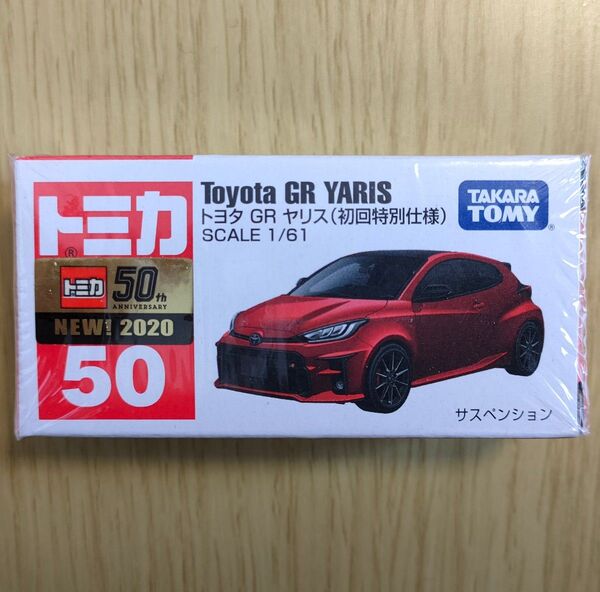 トミカ
®
トミカ 50th
ANNIVERSARY
NEW! 2020
50
Toyota GR YARIS
トヨタ GR ヤリス(初回特別仕様)
SCALE 1/61
TAKARA
TOMY®
サスペンション